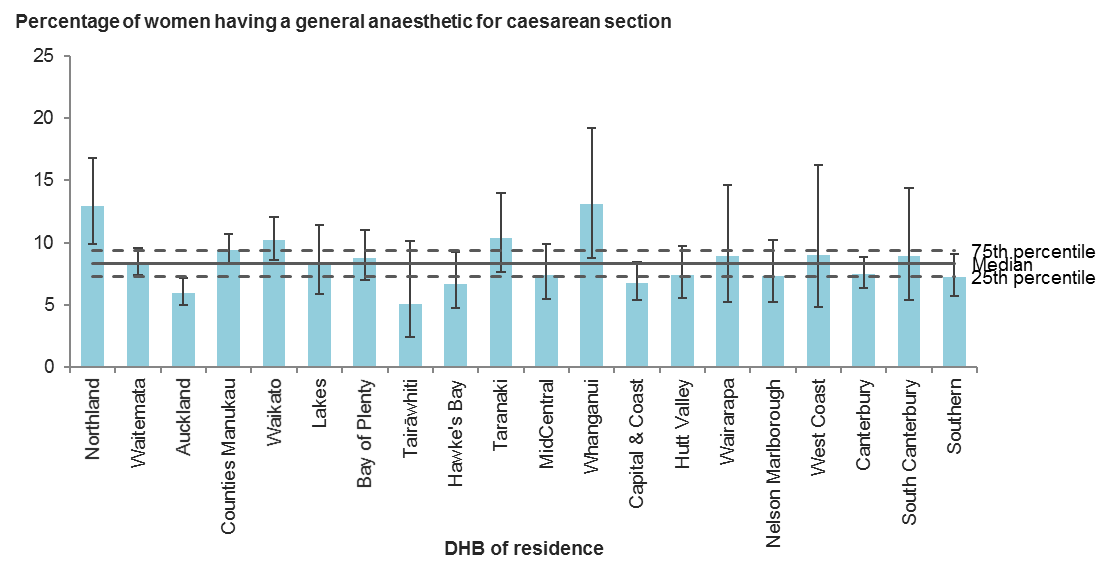 Percentage of women having a general anaesthetic for caesarean section
25
20
15
10
5
0
75th percentile
Median
25th percentile
Northland
Waitemata
Auckland
Counties Manukau
Waikato
Lakes
Bay of Plenty
Tairāwhiti
Hawke's Bay
Taranaki
MidCentral
Whanganui
Capital & Coast
Hutt Valley
Wairarapa
Nelson Marlborough
West Coast
Canterbury
South Canterbury
Southern
DHB of residence